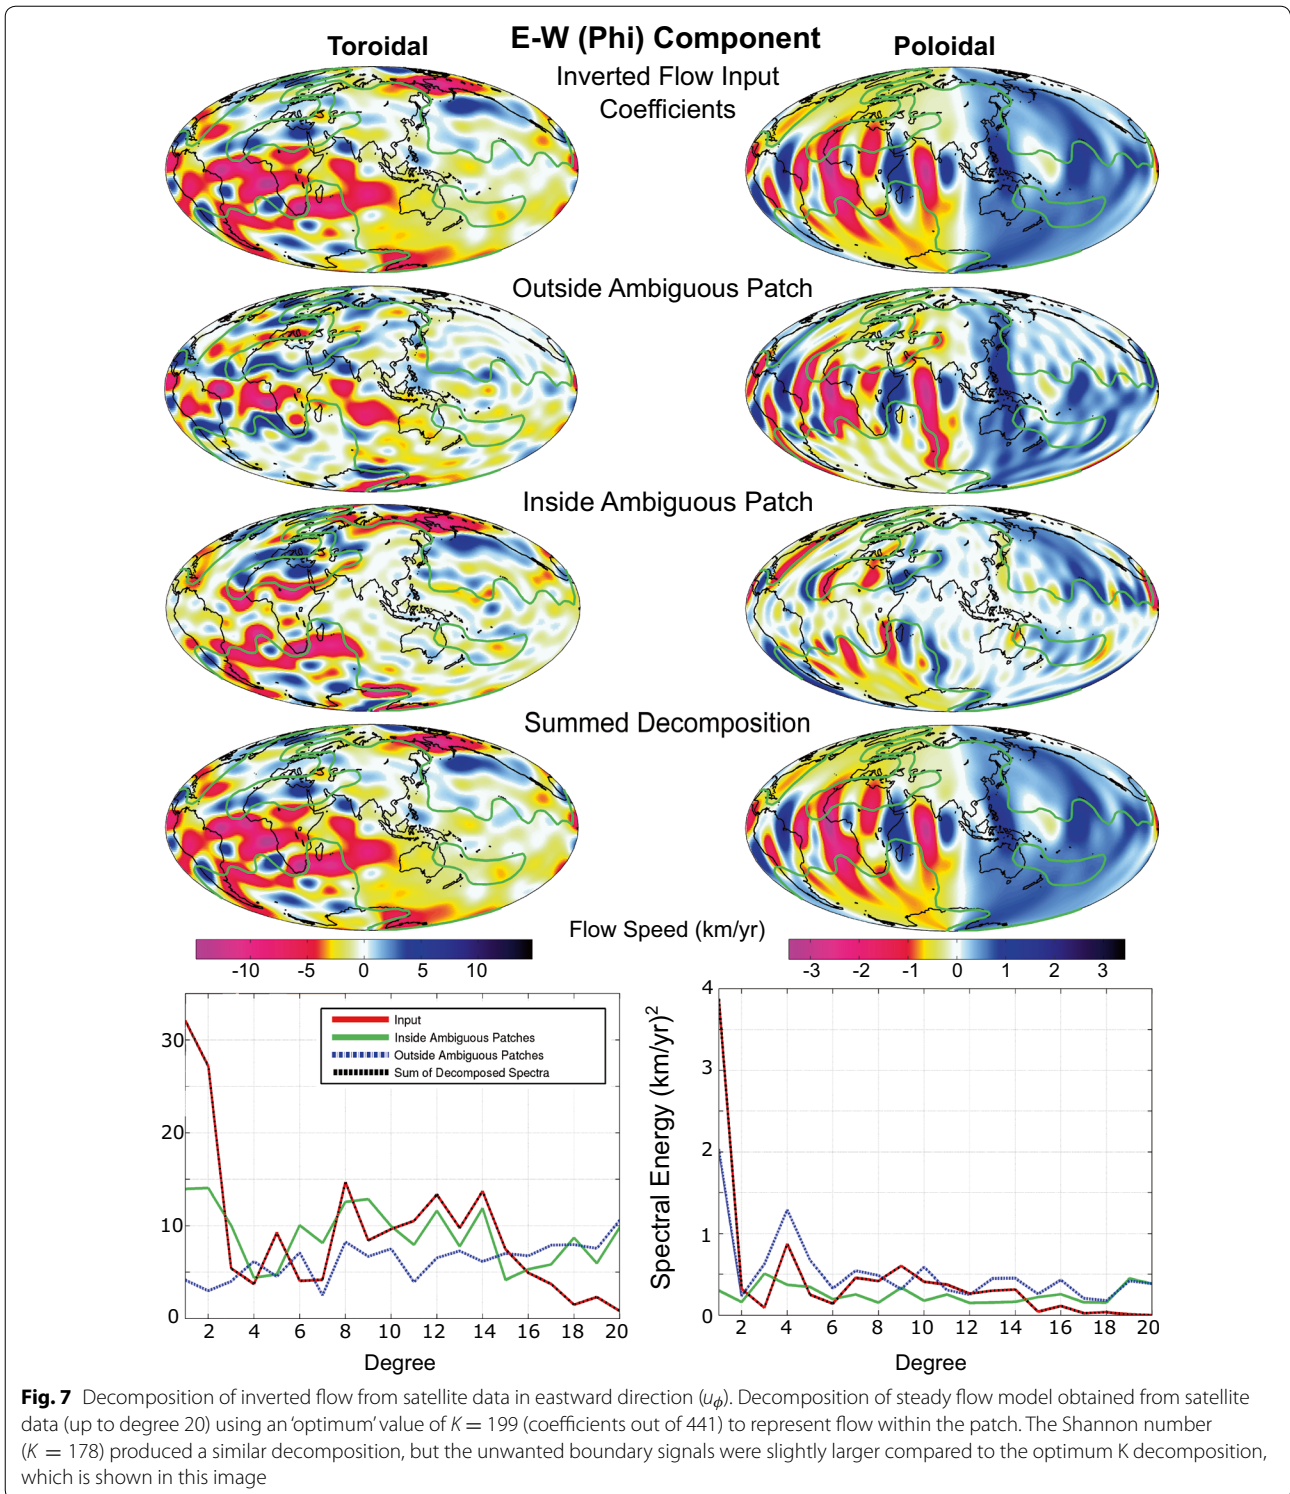 E-W (Phi) Component
Toroidal
Poloidal
Inverted Flow Input
Coefficients
Outside Ambiguous Patch
Inside Ambiguous Patch
Summed Decomposition
Flow Speed (km/yr)
-10 -5 0 5 10
-3 -2 -1 0 1 2 3
30
20
10
0
Input
Inside Ambiguous Patches
Outside Ambiguous Patches
Sum of Decomposed Spectra
2 4 6 8 10 12 14 16 18 20
Degree
Spectral Energy (km/yr)²
4
3
2
1
0
2 4 6 8 10 12 14 16 18 20
Degree
Fig. 7 Decomposition of inverted flow from satellite data in eastward direction (uϕ). Decomposition of steady flow model obtained from satellite
data (up to degree 20) using an ‘optimum’ value of K = 199 (coefficients out of 441) to represent flow within the patch. The Shannon number
(K = 178) produced a similar decomposition, but the unwanted boundary signals were slightly larger compared to the optimum K decomposition,
which is shown in this image